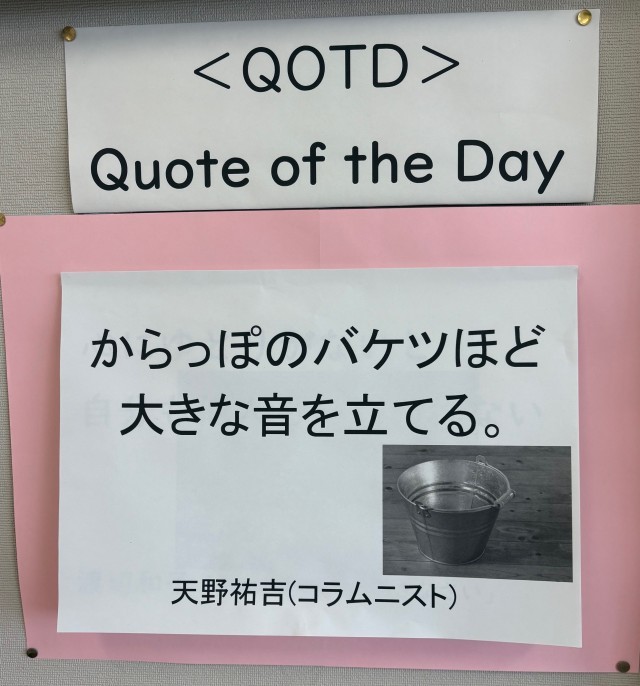 <QOTD>
Quote of the Day
からっぽのバケツほど
大きな音を立てる。
天野祐吉(コラムニスト)